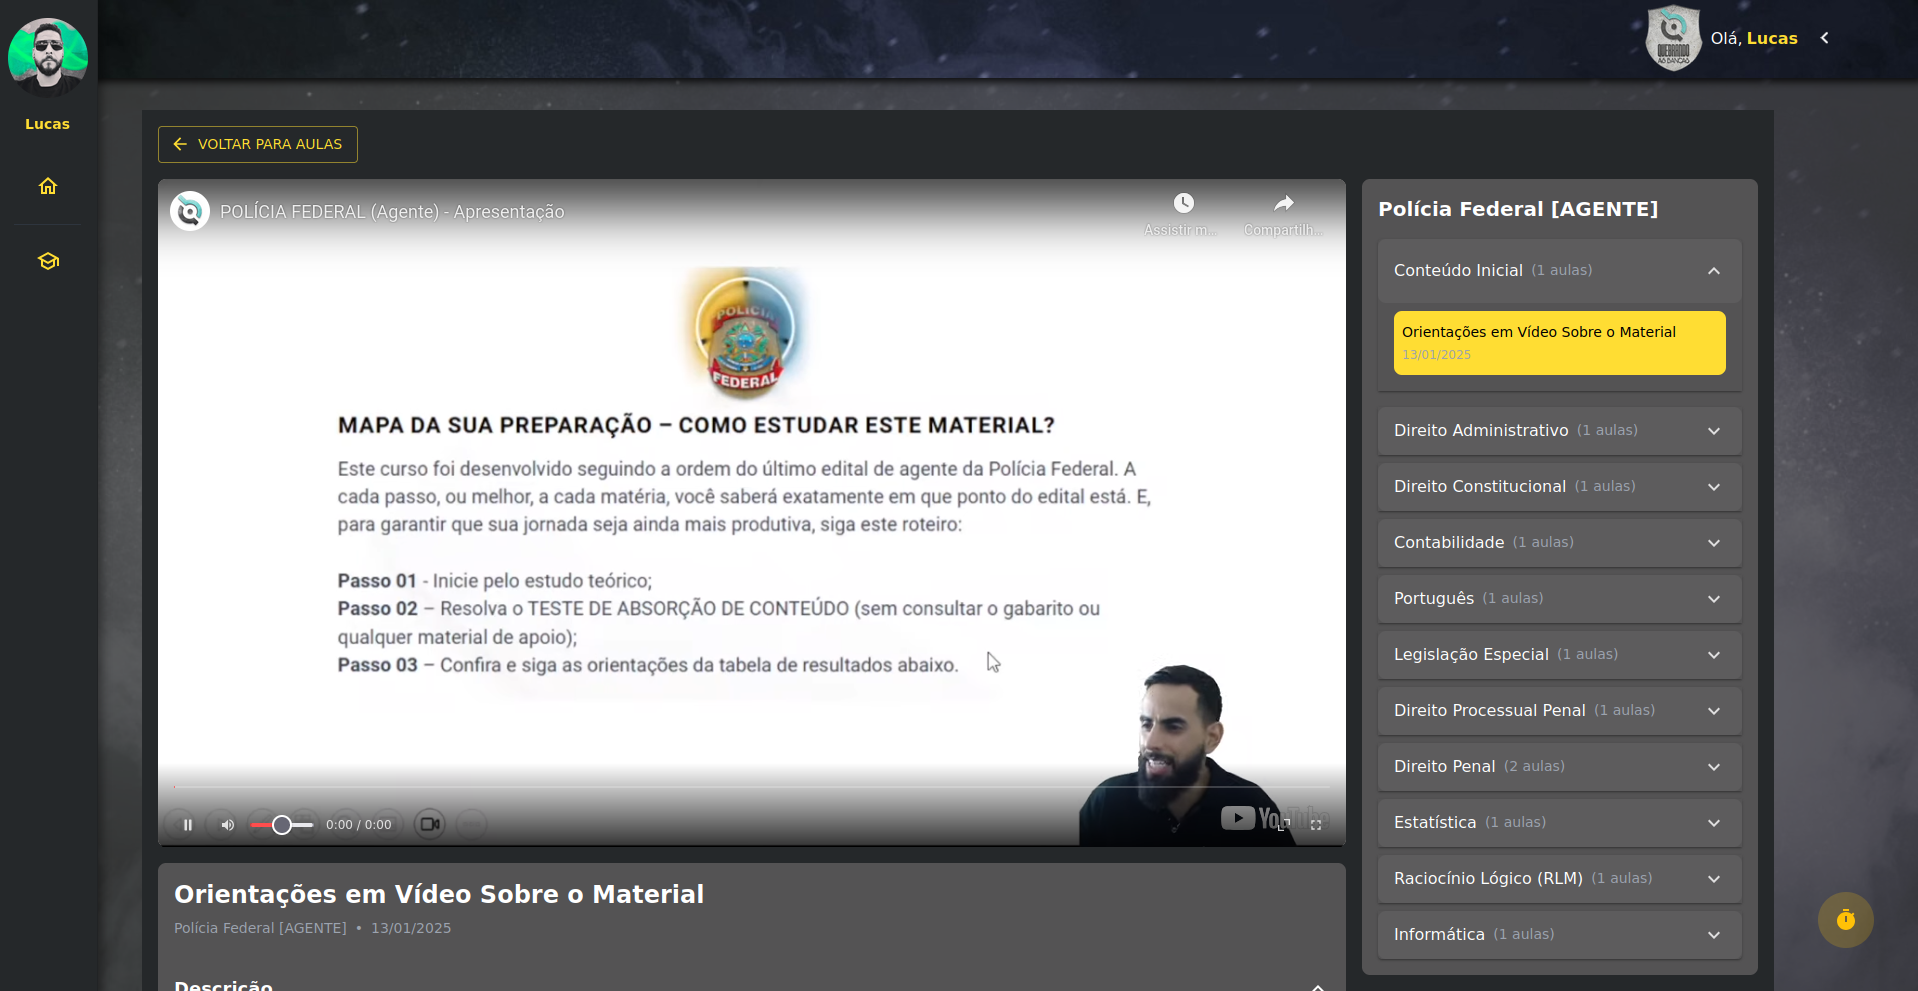 Lucas
QUEBRANDO
AS BANCAS
Olá, Lucas
VOLTAR PARA AULAS
POLÍCIA FEDERAL (Agente) - Apresentação
Assistir m...
Compartilh...
POLÍCIA
FEDERAL
MAPA DA SUA PREPARAÇÃO – COMO ESTUDAR ESTE MATERIAL?
Este curso foi desenvolvido seguindo a ordem do último edital de agente da Polícia Federal. A
cada passo, ou melhor, a cada matéria, você saberá exatamente em que ponto do edital está. E,
para garantir que sua jornada seja ainda mais produtiva, siga este roteiro:
Passo 01 - Inicie pelo estudo teórico;
Passo 02 – Resolva o TESTE DE ABSORÇÃO DE CONTEÚDO (sem consultar o gabarito ou
qualquer material de apoio);
Passo 03 – Confira e siga as orientações da tabela de resultados abaixo.
0:00 / 0:00
YouTube
Orientações em Vídeo Sobre o Material
Polícia Federal [AGENTE] • 13/01/2025
Descrição
Polícia Federal [AGENTE]
Conteúdo Inicial (1 aulas)
Orientações em Vídeo Sobre o Material
13/01/2025
Direito Administrativo (1 aulas)
Direito Constitucional (1 aulas)
Contabilidade (1 aulas)
Português (1 aulas)
Legislação Especial (1 aulas)
Direito Processual Penal (1 aulas)
Direito Penal (2 aulas)
Estatística (1 aulas)
Raciocínio Lógico (RLM) (1 aulas)
Informática (1 aulas)